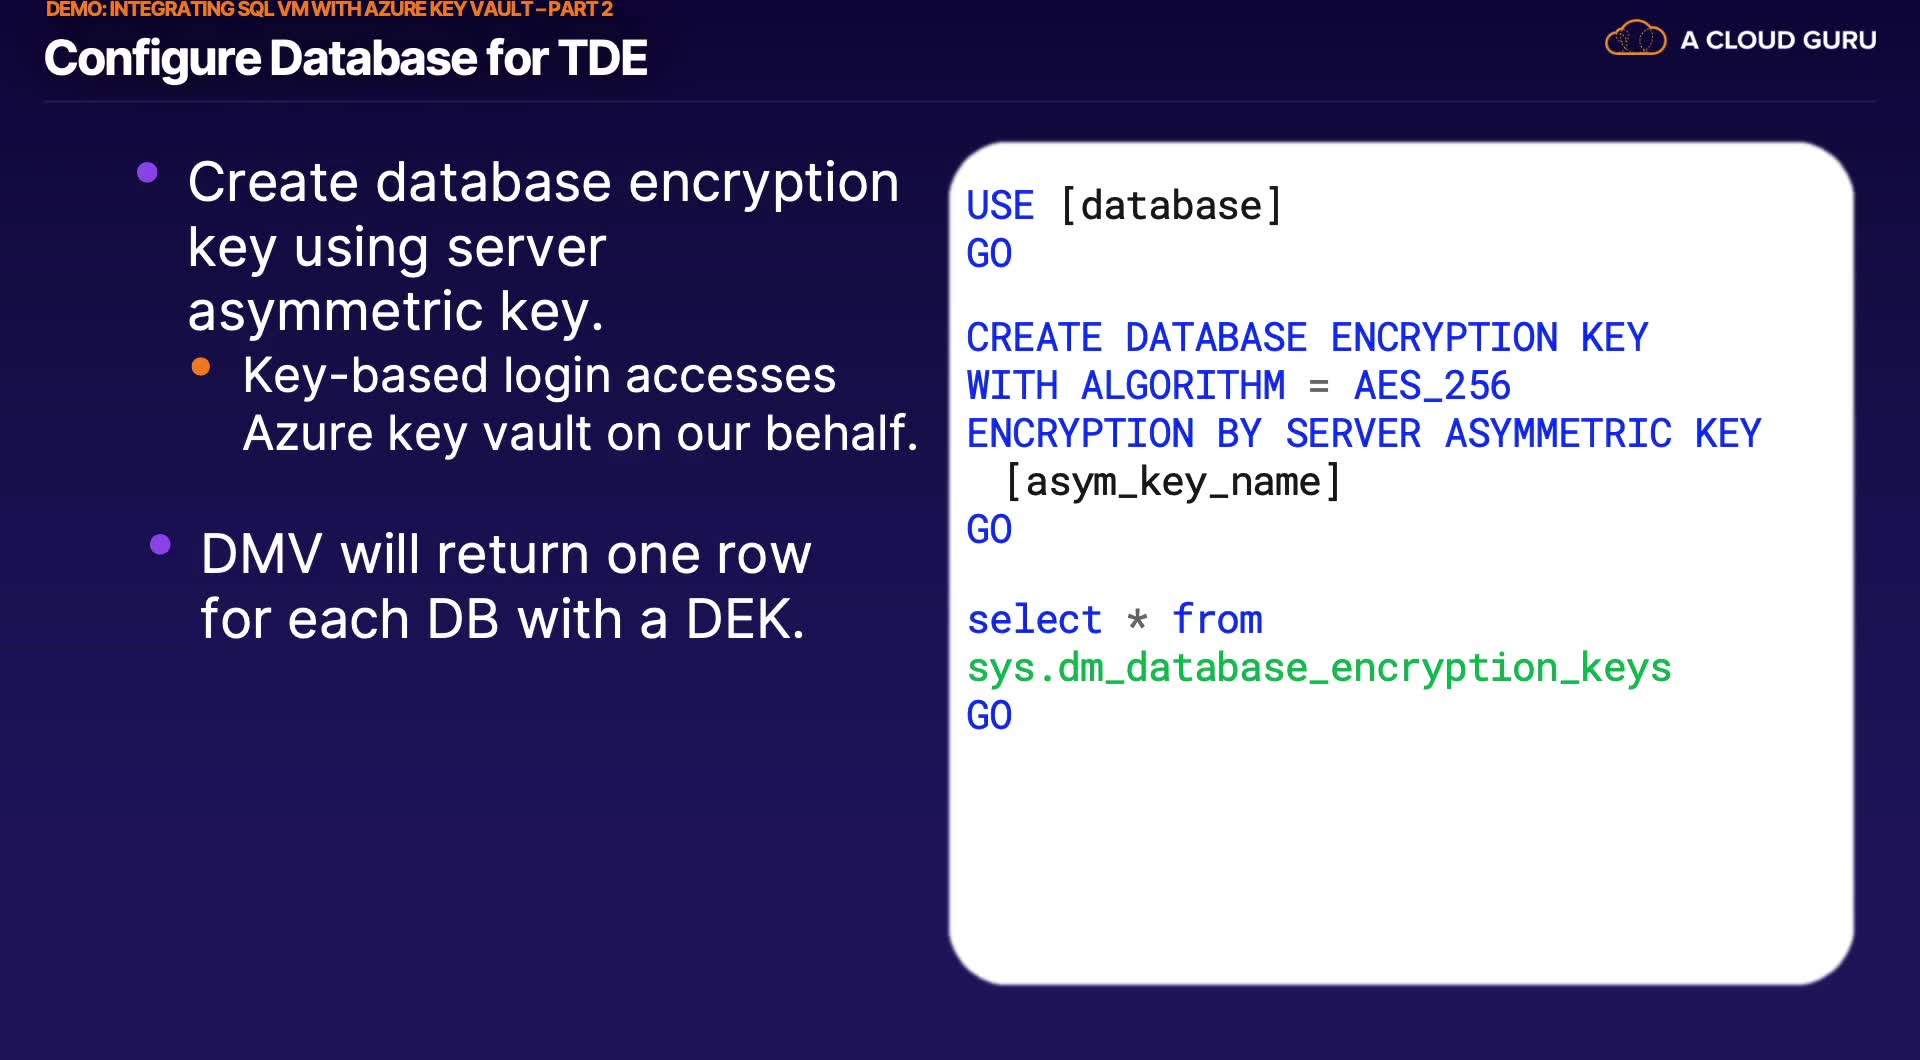 DEMO: INTEGRATING SQL VM WITH AZURE KEY VAULT – PART 2
Configure Database for TDE
A CLOUD GURU
Create database encryption
key using server
asymmetric key.
Key-based login accesses
Azure key vault on our behalf.
DMV will return one row
for each DB with a DEK.
USE [database]
GO
CREATE DATABASE ENCRYPTION KEY
WITH ALGORITHM = AES_256
ENCRYPTION BY SERVER ASYMMETRIC KEY
[asym_key_name]
GO
select * from
sys.dm_database_encryption_keys
GO